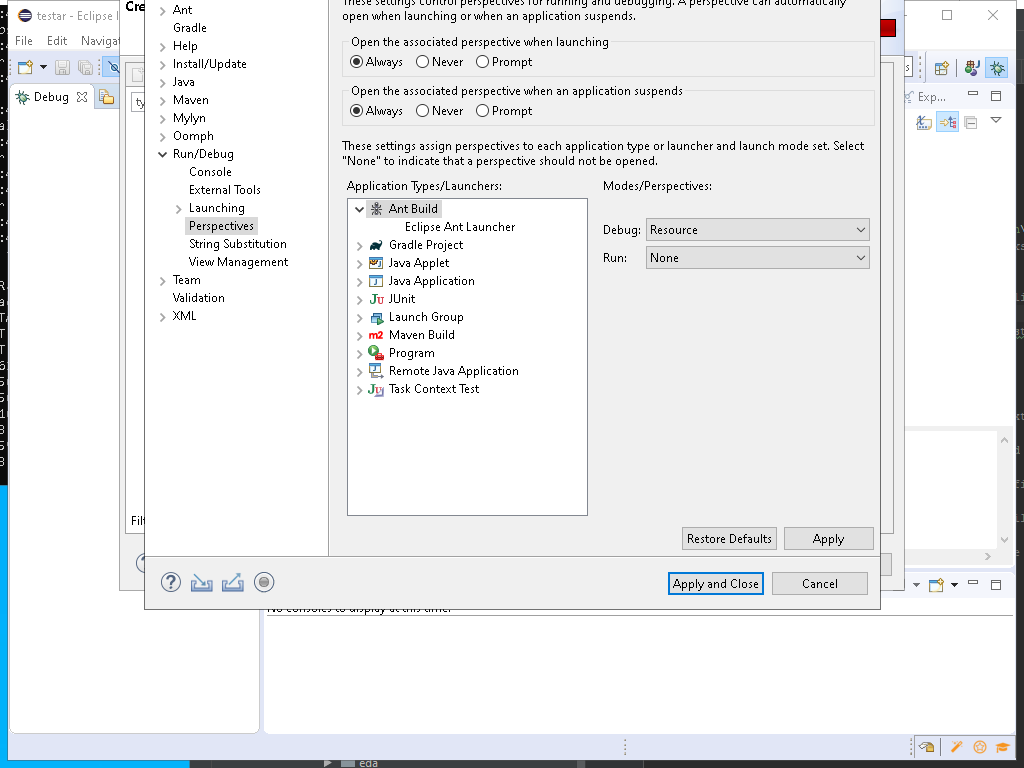 testar - Eclipse I
Cre
File Edit Navigat
Debug
ty
Filt
Ant
Gradle
Help
Install/Update
Java
Maven
Mylyn
Oomph
Run/Debug
Console
External Tools
Launching
Perspectives
String Substitution
View Management
Team
Validation
XML
These settings control perspectives for running and debugging. A perspective can automatically
open when launching or when an application suspends.
Open the associated perspective when launching
Always Never Prompt
Open the associated perspective when an application suspends
Always Never Prompt
These settings assign perspectives to each application type or launcher and launch mode set. Select
"None" to indicate that a perspective should not be opened.
Application Types/Launchers:
Ant Build
Eclipse Ant Launcher
Gradle Project
Java Applet
Java Application
JUnit
Launch Group
Maven Build
Program
Remote Java Application
Task Context Test
Modes/Perspectives:
Debug: Resource
Run: None
Restore Defaults Apply
Apply and Close Cancel
Exp...
No consoles to display at this time.
eda